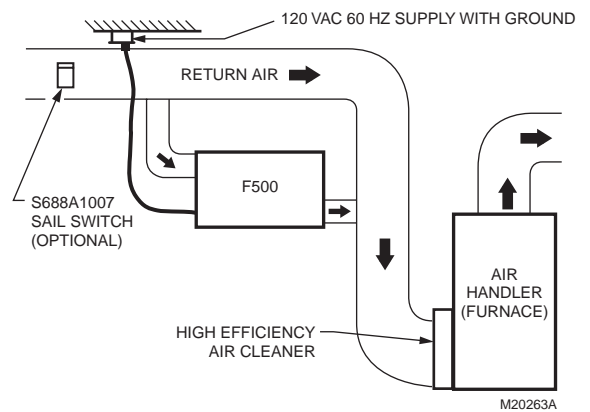 120 VAC 60 HZ SUPPLY WITH GROUND
RETURN AIR
F500
S688A1007
SAIL SWITCH
(OPTIONAL)
AIR
HANDLER
(FURNACE)
HIGH EFFICIENCY
AIR CLEANER
M20263A